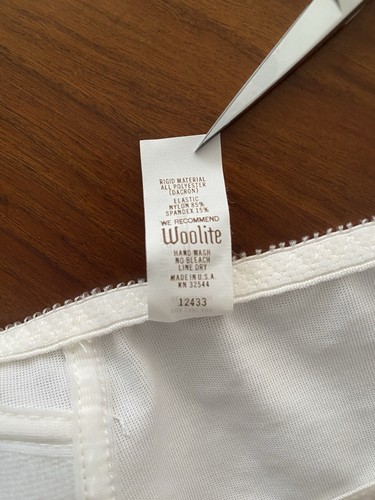 RIGID MATERIAL
ALL POLYESTER
(DACRON)
ELASTIC
NYLON 85%
SPANDEX 15%
WE RECOMMEND
Woolite
HAND WASH
NO BLEACH
LINE DRY
MADE IN U.S.A.
RN 32544
12433